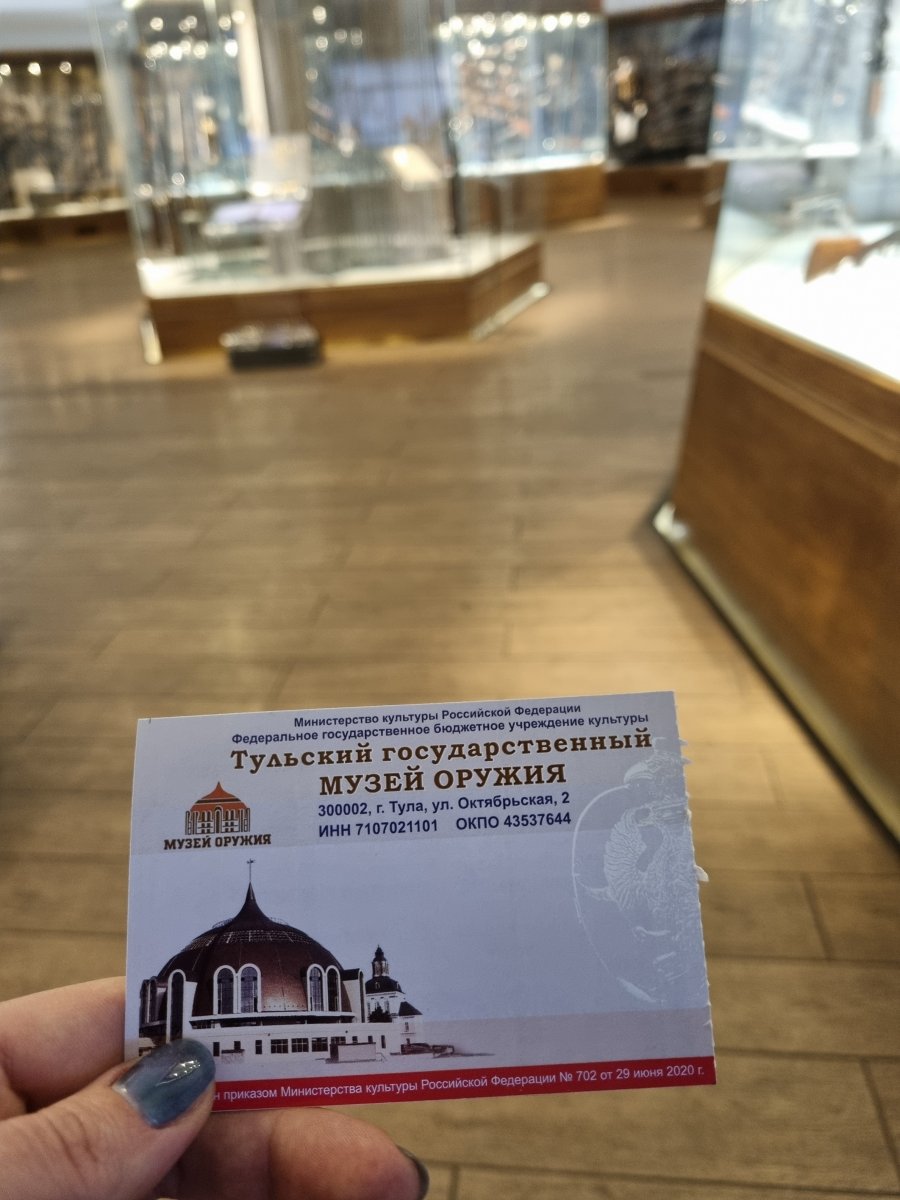 Министерство культуры Российской Федерации
Федеральное государственное бюджетное учреждение культуры
Тульский государственный
МУЗЕЙ ОРУЖИЯ
300002, г. Тула, ул. Октябрьская, 2
ИНН 7107021101 ОКПО 43537644
МУЗЕЙ ОРУЖИЯ
приказом Министерства культуры Российской Федерации № 702 от 29 июня 2020 г.